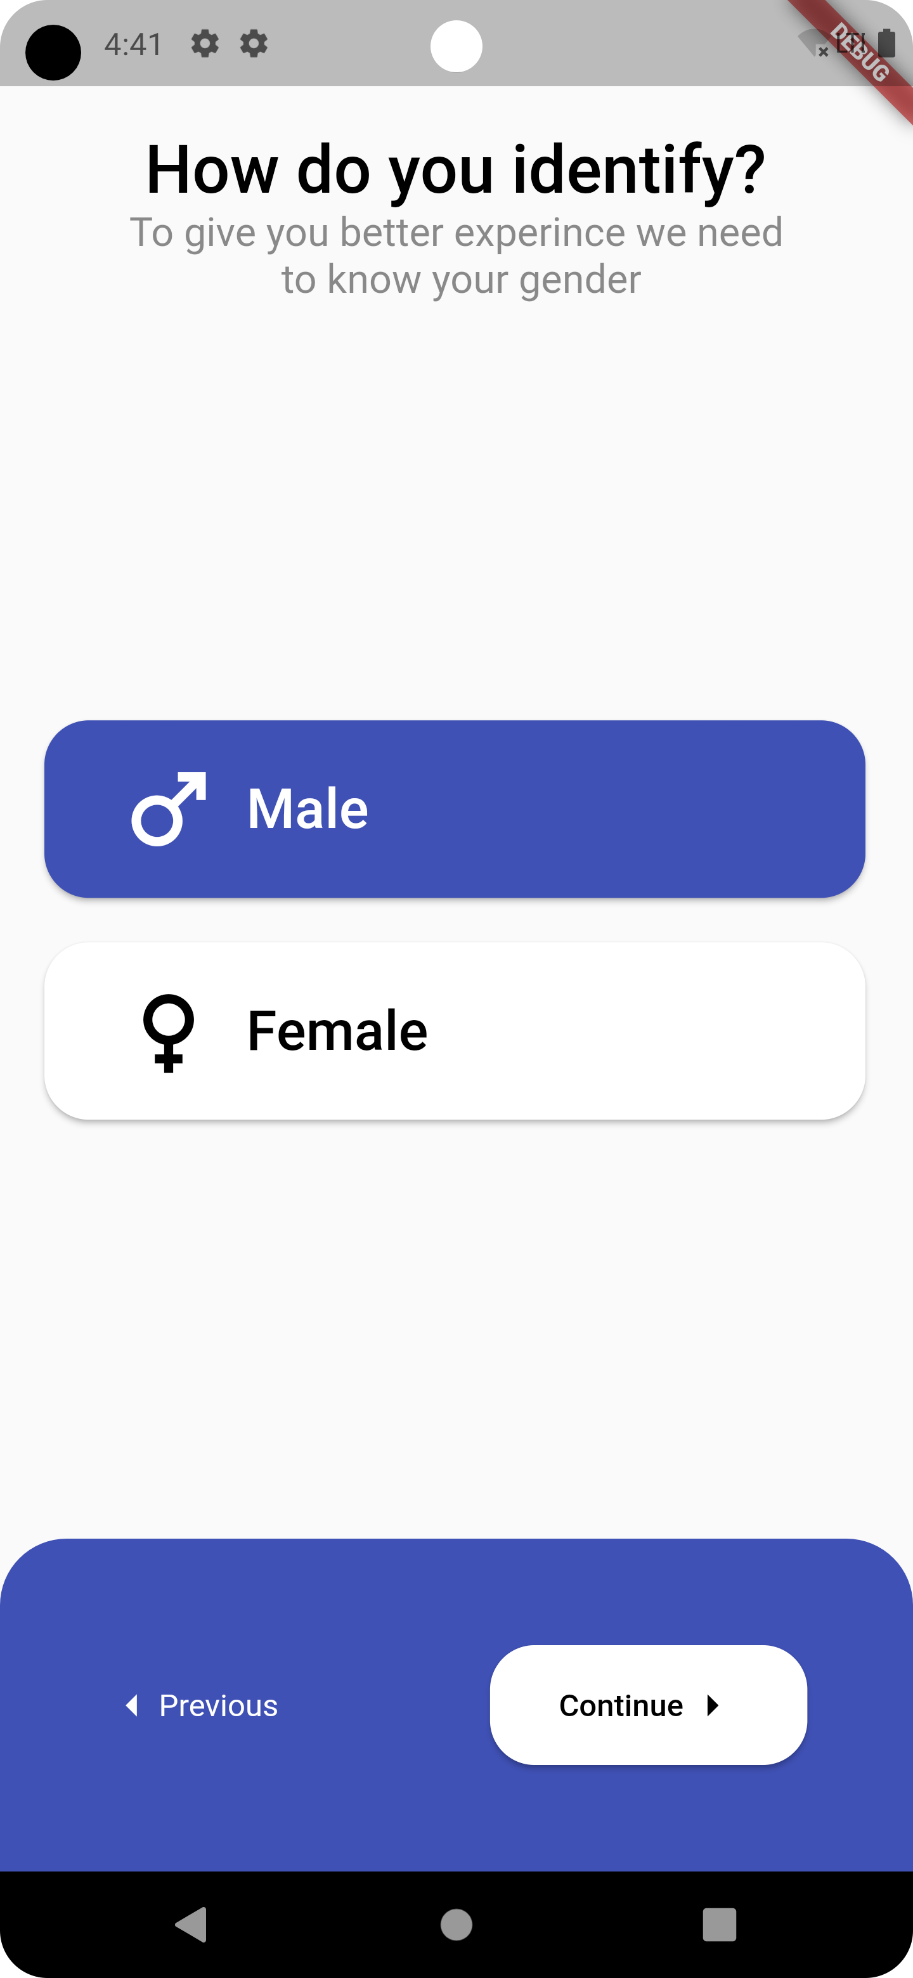 4:41
DEBUG
How do you identify?
To give you better experince we need
to know your gender
Male
Female
Previous
Continue